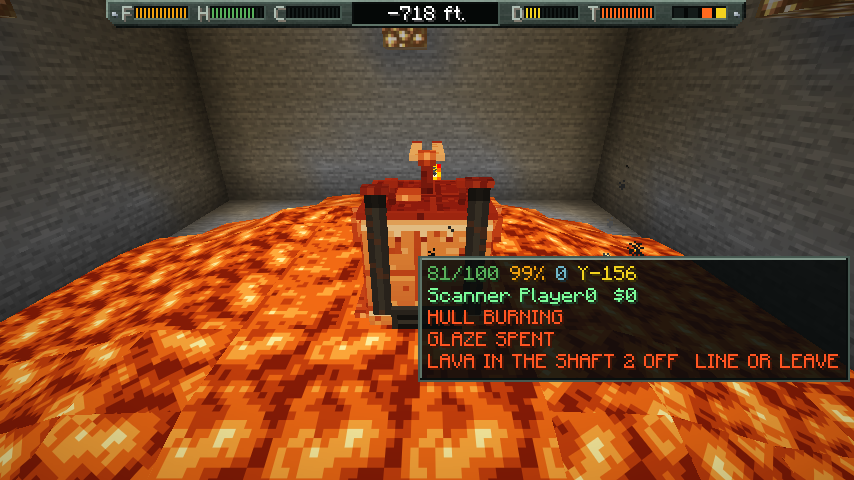 F H C -718 ft. D T
81/100 99% 0 Y-156
Scanner Player0 $0
HULL BURNING
GLAZE SPENT
LAVA IN THE SHAFT 2 OFF LINE OR LEAVE